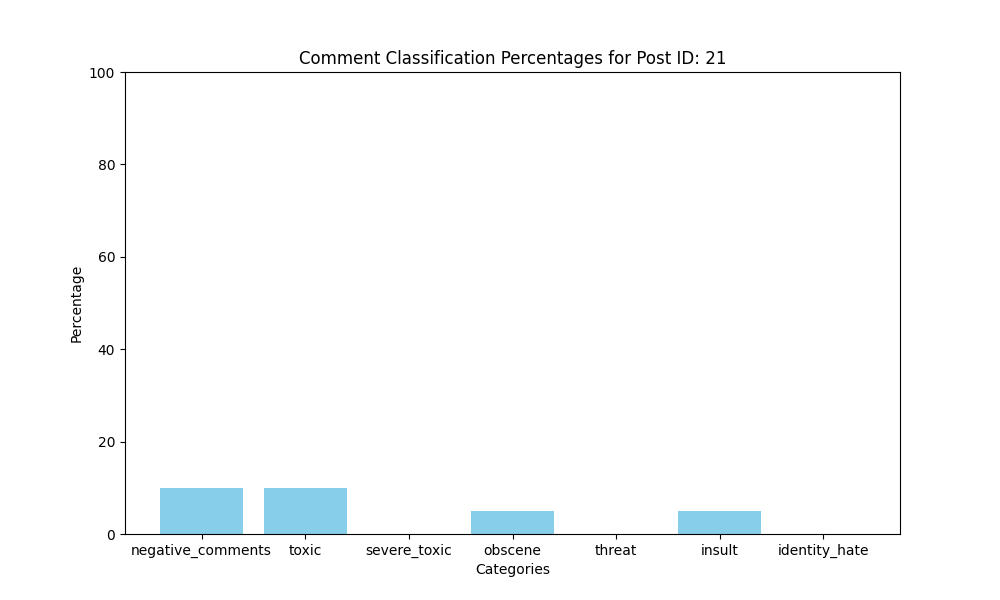 Comment Classification Percentages for Post ID: 21
100
80
60
40
20
0
Percentage
negative_comments toxic severe_toxic obscene threat insult identity_hate
Categories